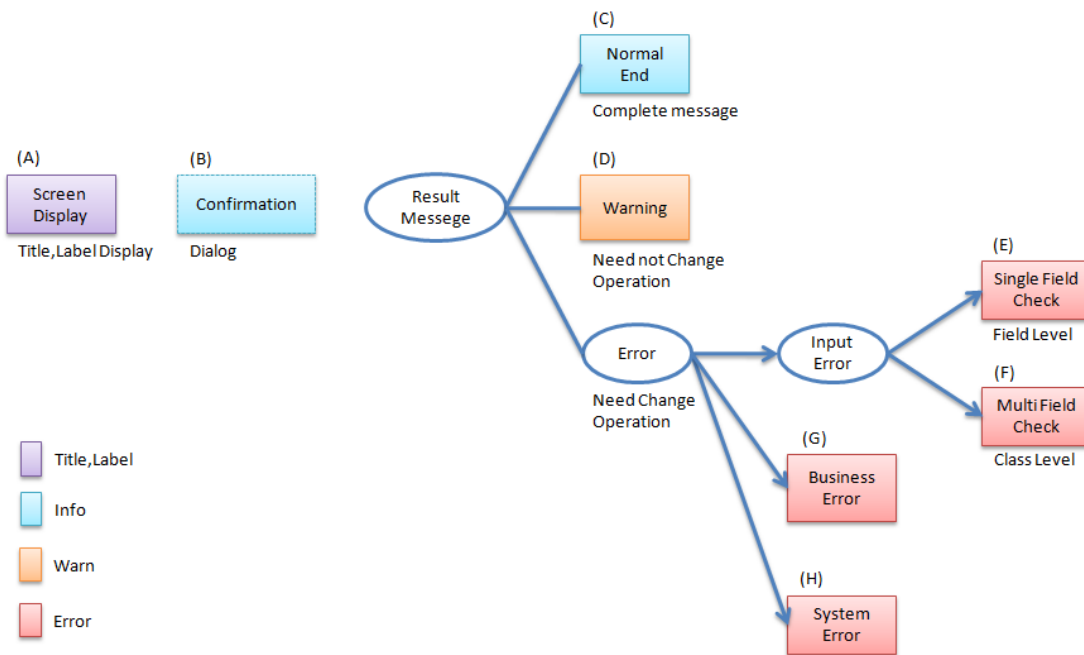 (A)
Screen
Display
Title,Label Display
(B)
Confirmation
Dialog
Result
Messege
(C)
Normal
End
Complete message
(D)
Warning
Need not Change
Operation
Error
Need Change
Operation
Input
Error
(E)
Single Field
Check
Field Level
(F)
Multi Field
Check
Class Level
(G)
Business
Error
(H)
System
Error
Title,Label
Info
Warn
Error